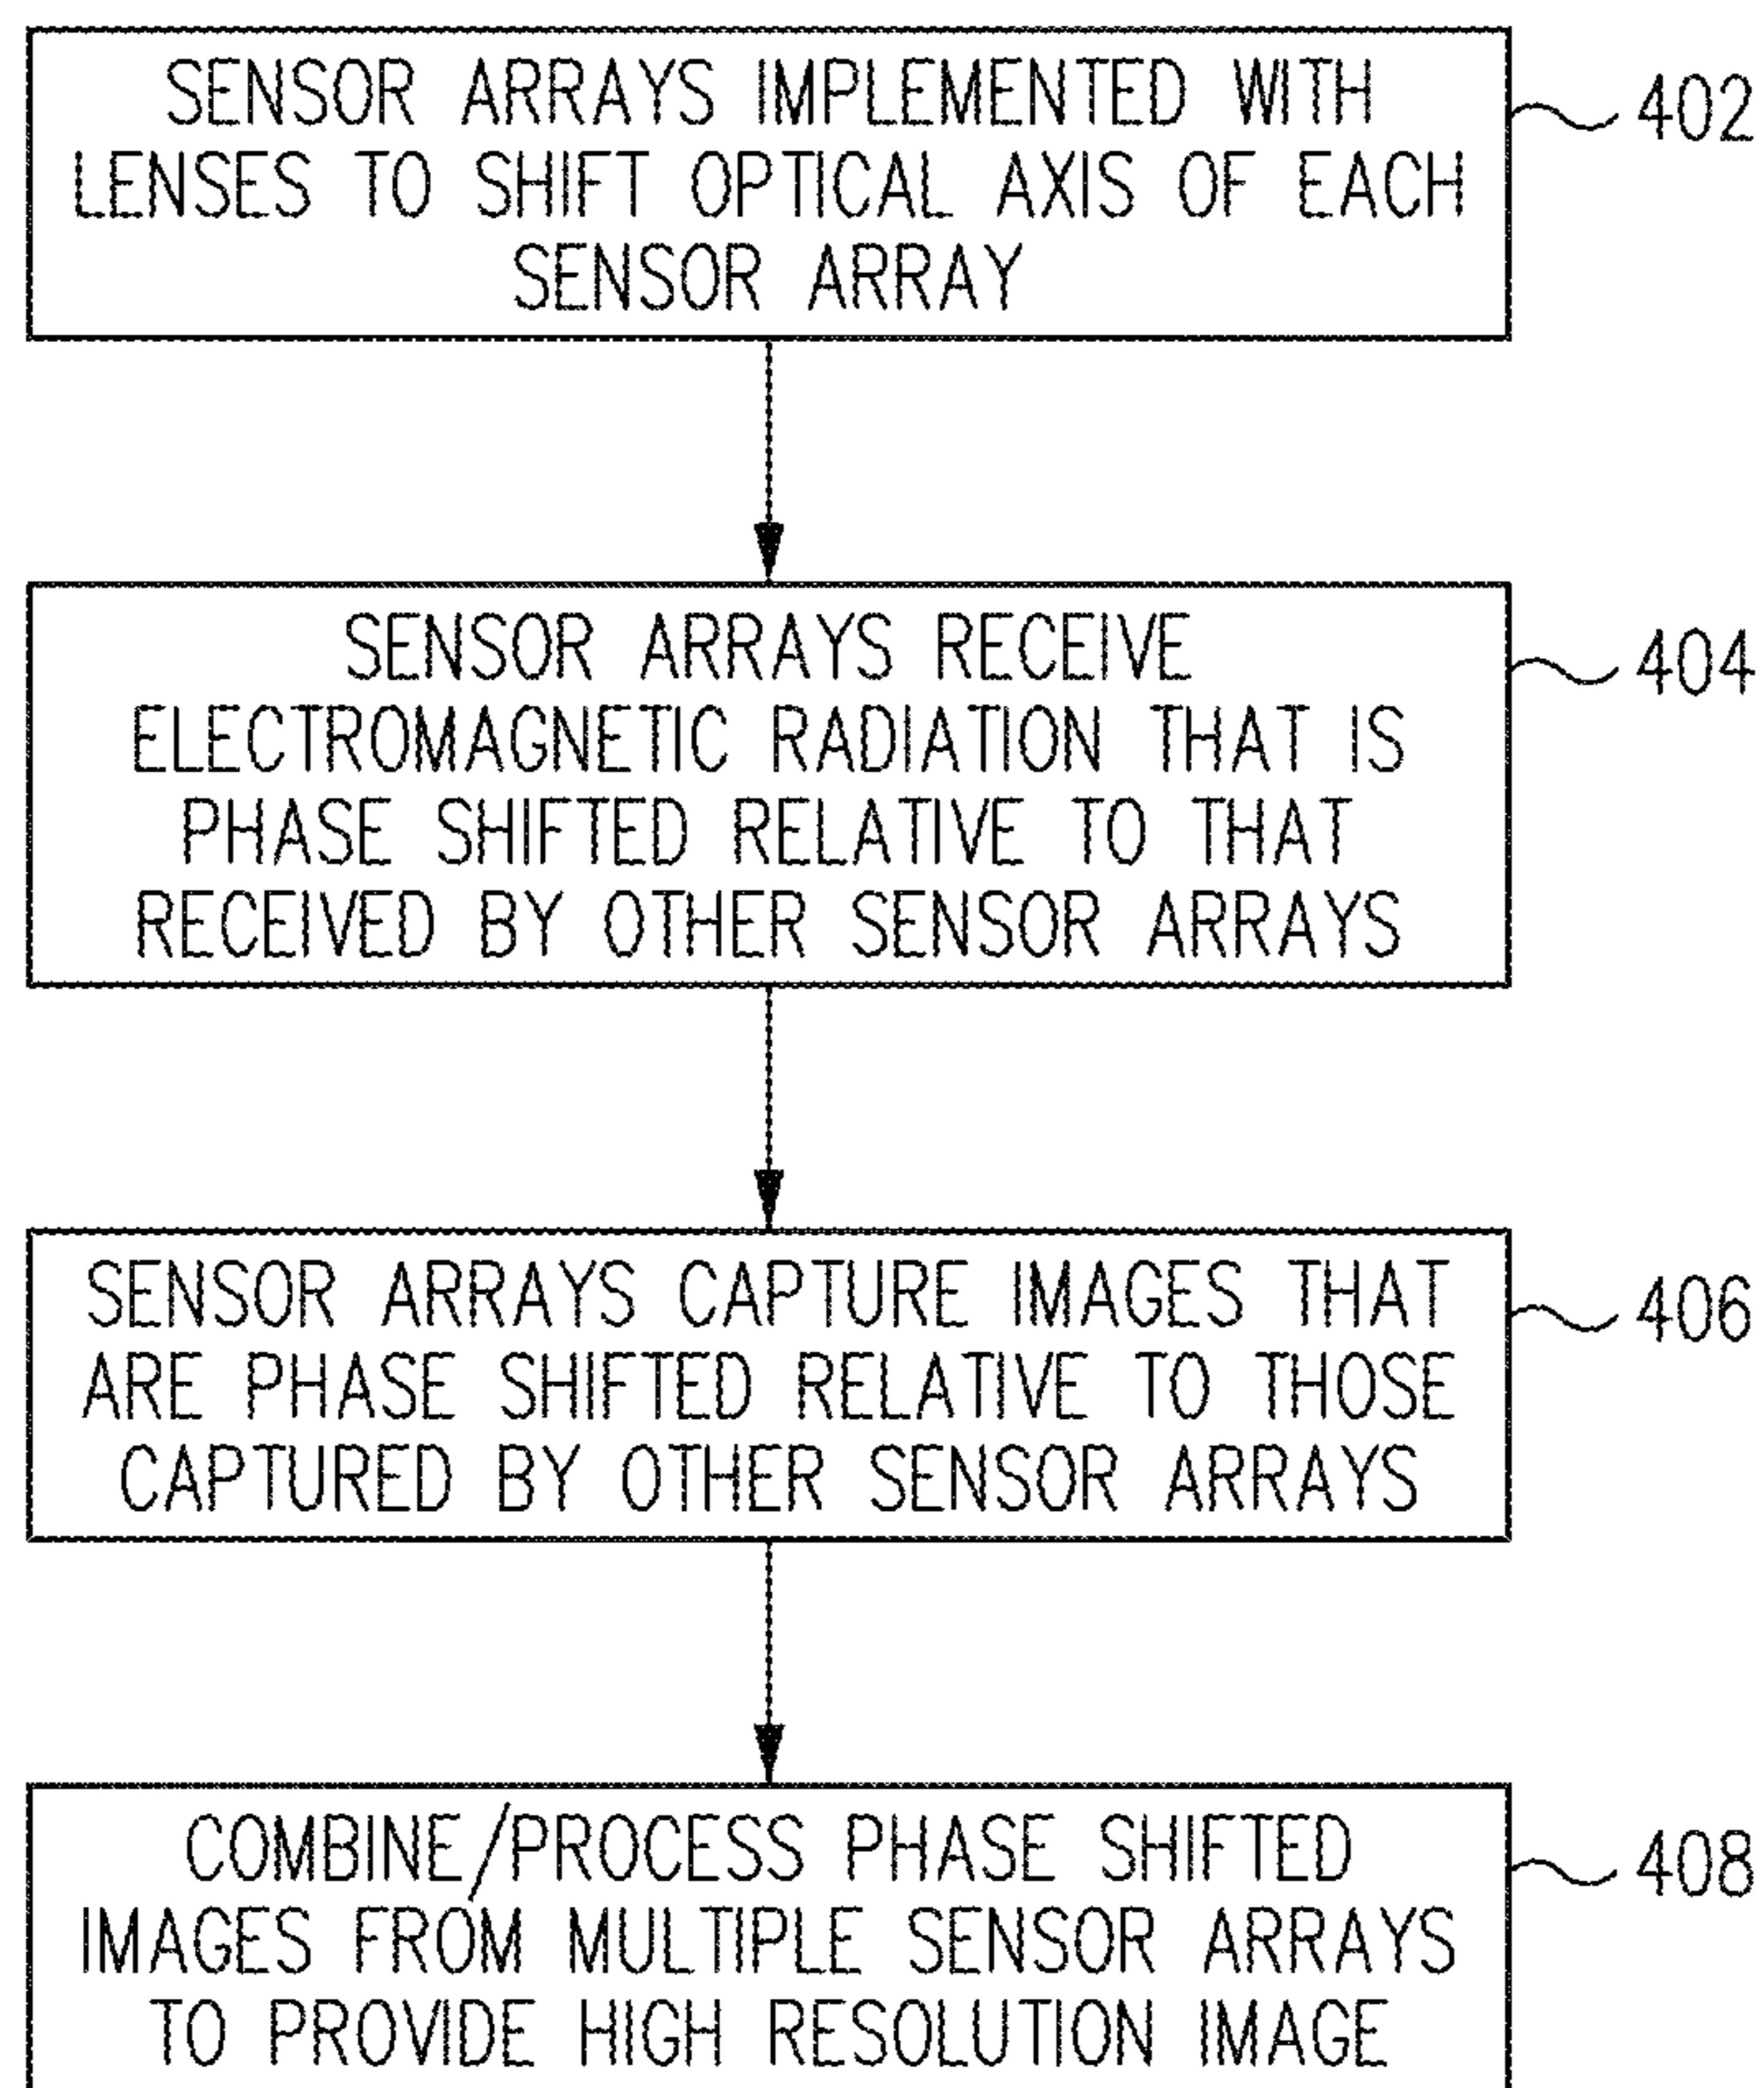 SENSOR ARRAYS IMPLEMENTED WITH
LENSES TO SHIFT OPTICAL AXIS OF EACH
SENSOR ARRAY
402
SENSOR ARRAYS RECEIVE
ELECTROMAGNETIC RADIATION THAT IS
PHASE SHIFTED RELATIVE TO THAT
RECEIVED BY OTHER SENSOR ARRAYS
404
SENSOR ARRAYS CAPTURE IMAGES THAT
ARE PHASE SHIFTED RELATIVE TO THOSE
CAPTURED BY OTHER SENSOR ARRAYS
406
COMBINE/PROCESS PHASE SHIFTED
IMAGES FROM MULTIPLE SENSOR ARRAYS
TO PROVIDE HIGH RESOLUTION IMAGE
408